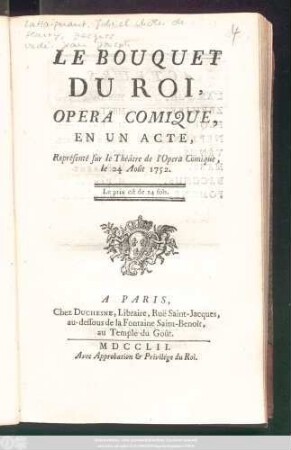 4
LE BOUQUET
DU ROI,
OPERA COMIQUE,
EN UN ACTE,
Représenté sur le Théâtre de l'Opera Comique,
le 24 Août 1752.
Le prix est de 24 sols.
A PARIS,
Chez DUCHESNE, Libraire, Ruë Saint-Jacques,
au-dessous de la Fontaine Saint-Benoît,
au Temple du Goût.
MDCCLII.
Avec Approbation & Privilége du Roi.